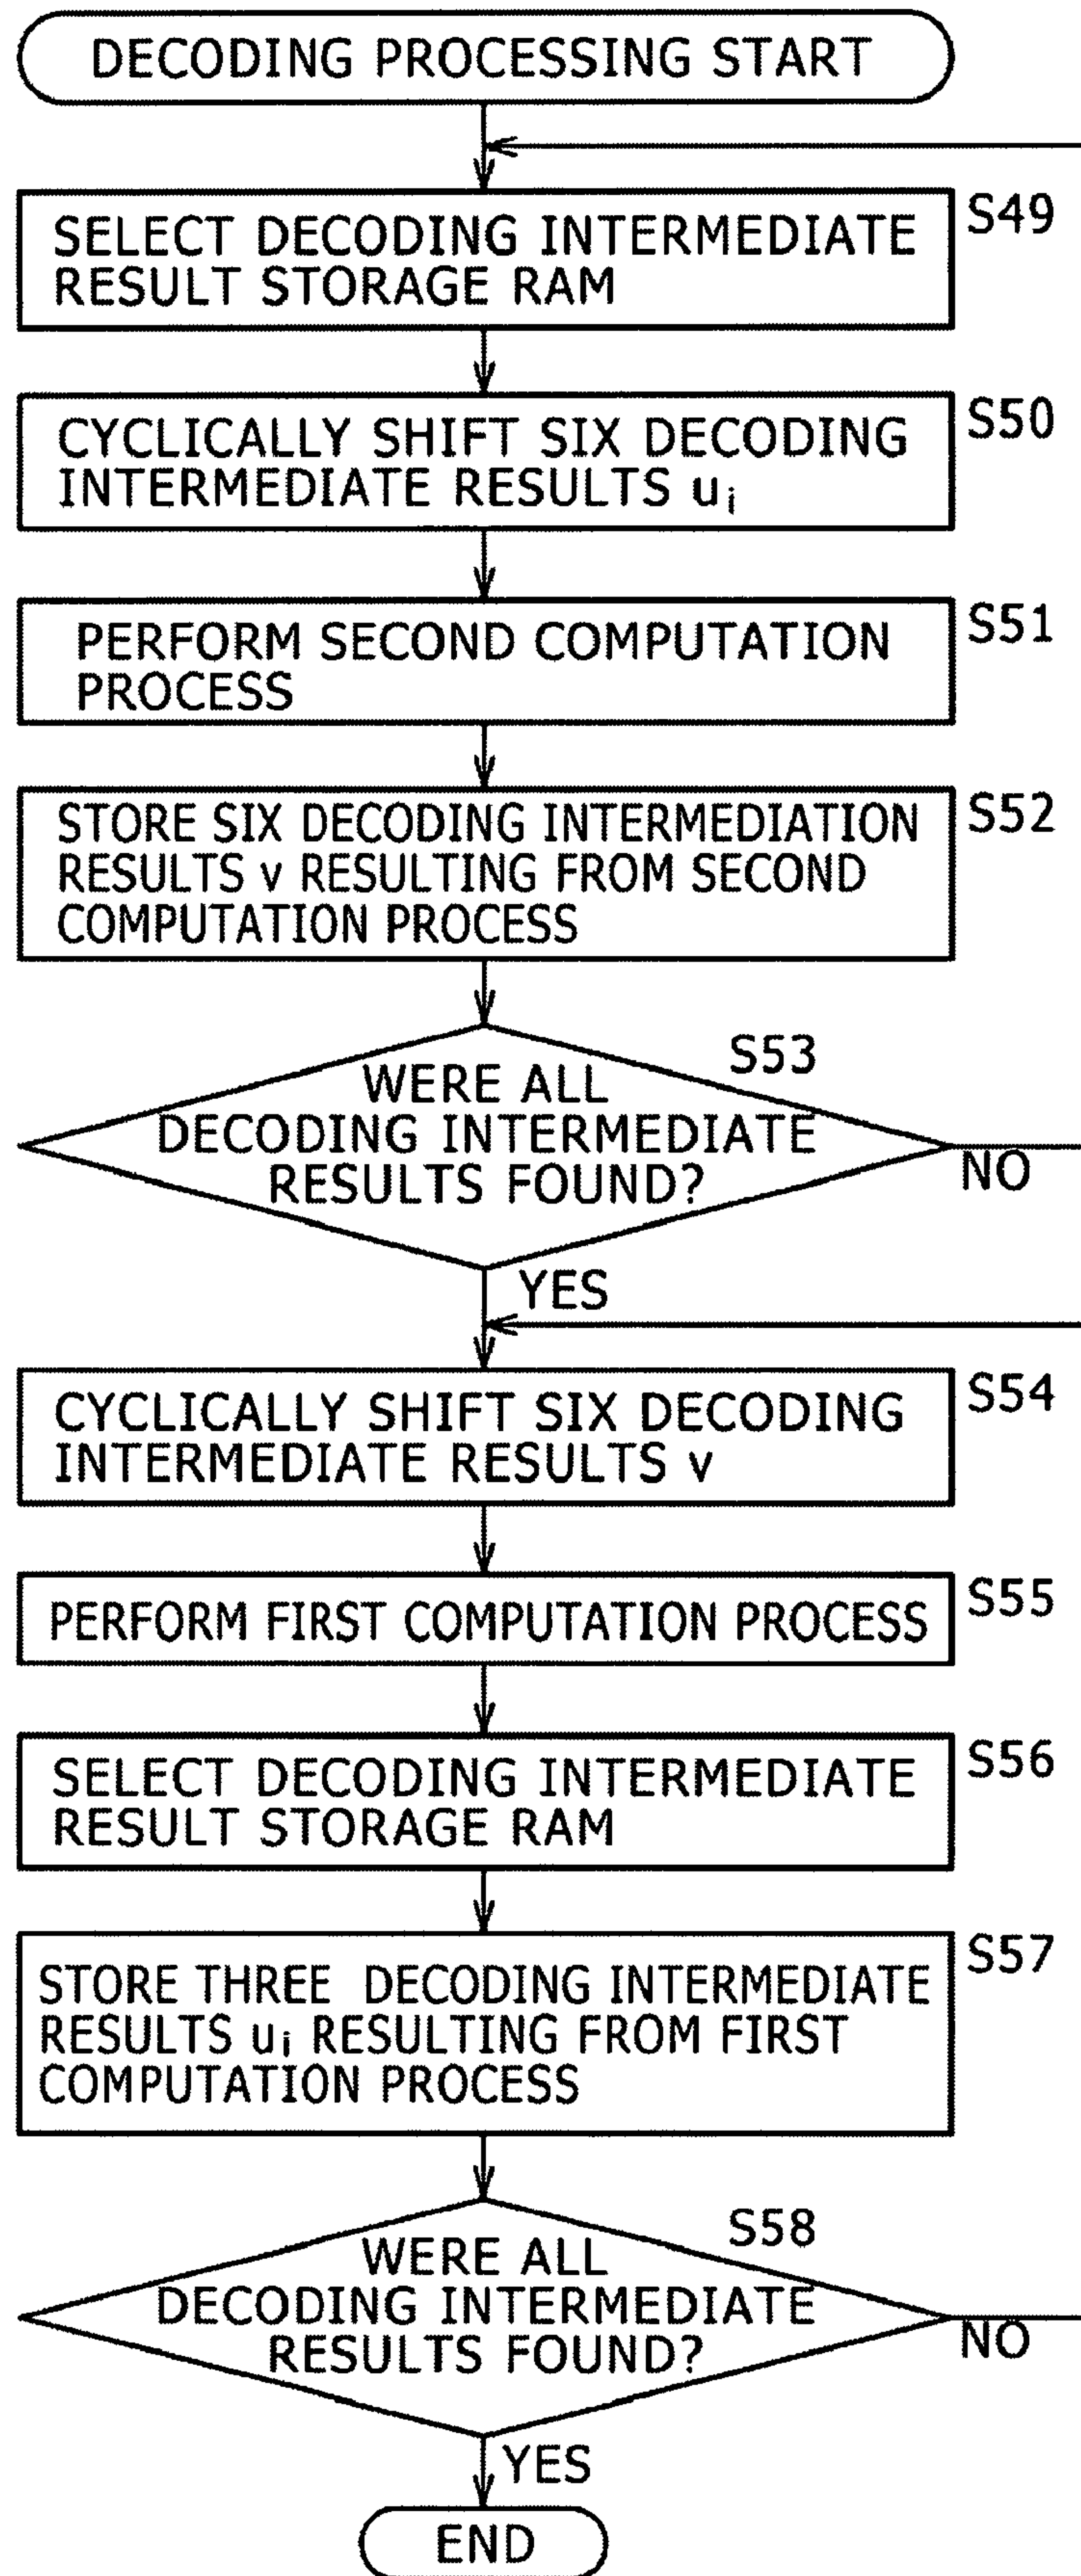 DECODING PROCESSING START
S49
SELECT DECODING INTERMEDIATE
RESULT STORAGE RAM
S50
CYCLICALLY SHIFT SIX DECODING
INTERMEDIATE RESULTS uᵢ
S51
PERFORM SECOND COMPUTATION
PROCESS
S52
STORE SIX DECODING INTERMEDIATION
RESULTS v RESULTING FROM SECOND
COMPUTATION PROCESS
S53
WERE ALL
DECODING INTERMEDIATE
RESULTS FOUND?
NO
YES
S54
CYCLICALLY SHIFT SIX DECODING
INTERMEDIATE RESULTS v
S55
PERFORM FIRST COMPUTATION PROCESS
S56
SELECT DECODING INTERMEDIATE
RESULT STORAGE RAM
S57
STORE THREE DECODING INTERMEDIATE
RESULTS uᵢ RESULTING FROM FIRST
COMPUTATION PROCESS
S58
WERE ALL
DECODING INTERMEDIATE
RESULTS FOUND?
NO
YES
END